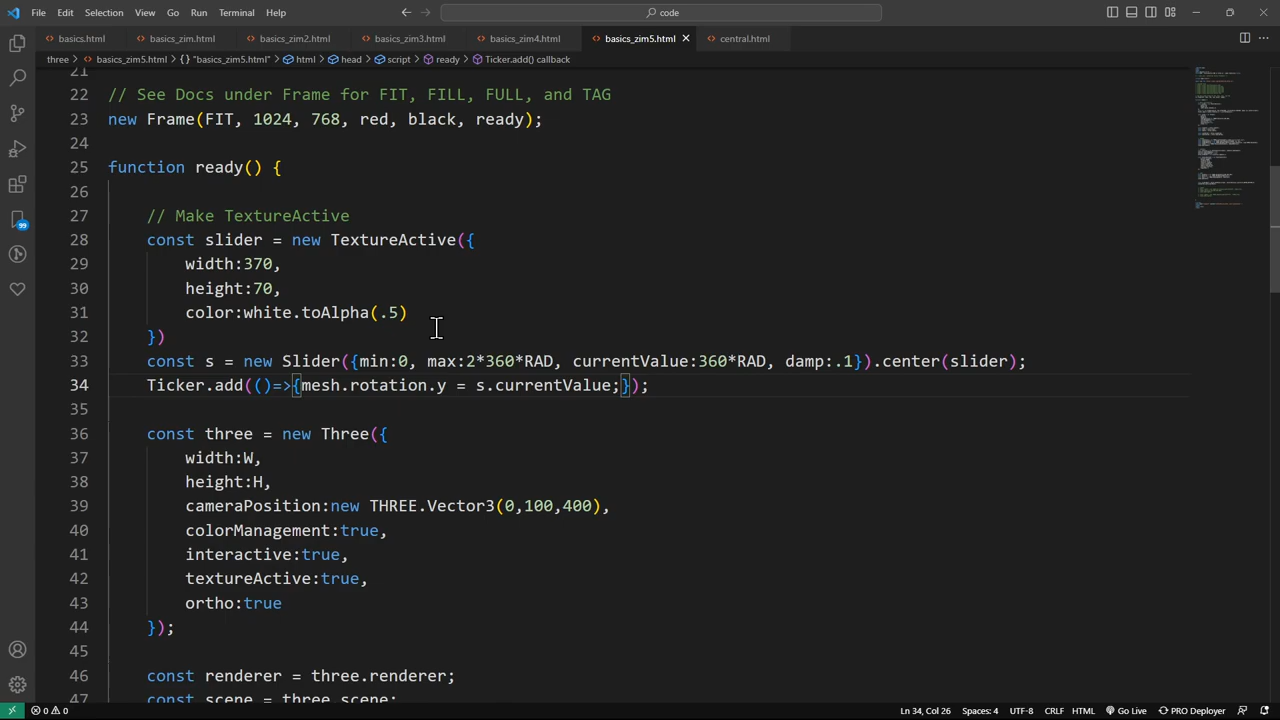 File Edit Selection View Go Run Terminal Help
code
basics.html basics_zim.html basics_zim2.html basics_zim3.html basics_zim4.html basics_zim5.html central.html
three basics_zim5.html "basics_zim5.html" html head script ready Ticker.add() callback
21
22 // See Docs under Frame for FIT, FILL, FULL, and TAG
23 new Frame(FIT, 1024, 768, red, black, ready);
24
25 function ready() {
26
27 // Make TextureActive
28 const slider = new TextureActive({
29 width:370,
30 height:70,
31 color:white.toAlpha(.5)
32 })
33 const s = new Slider({min:0, max:2*360*RAD, currentValue:360*RAD, damp:.1}).center(slider);
34 Ticker.add(()=>{mesh.rotation.y = s.currentValue;});
35
36 const three = new Three({
37 width:W,
38 height:H,
39 cameraPosition:new THREE.Vector3(0,100,400),
40 colorManagement:true,
41 interactive:true,
42 textureActive:true,
43 ortho:true
44 });
45
46 const renderer = three.renderer;
47 const scene = three.scene;
99
0 0 Ln 34, Col 26 Spaces: 4 UTF-8 CRLF HTML Go Live PRO Deployer